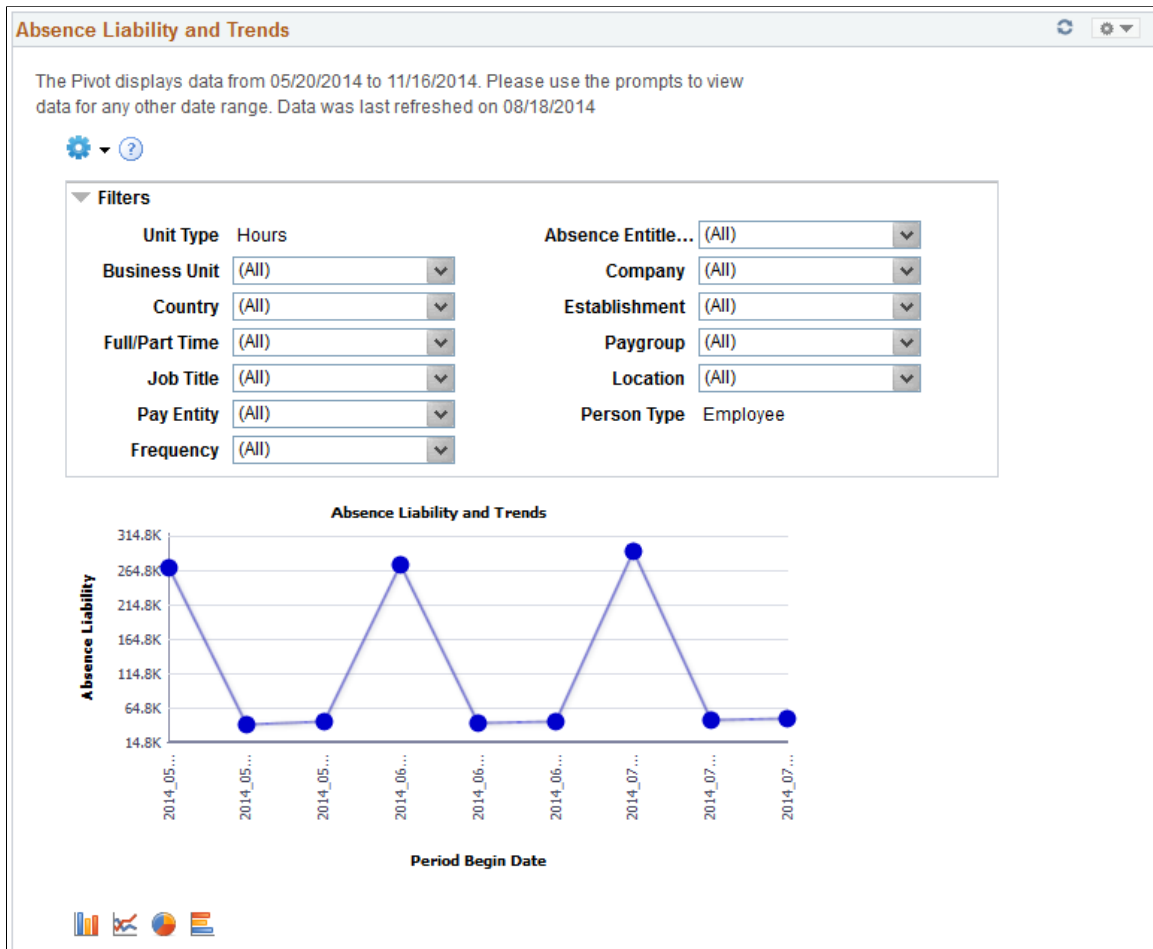 Absence Liability and Trends
The Pivot displays data from 05/20/2014 to 11/16/2014. Please use the prompts to view
data for any other date range. Data was last refreshed on 08/18/2014
?
Filters
Unit Type Hours Absence Entitle... (All)
Business Unit (All) Company (All)
Country (All) Establishment (All)
Full/Part Time (All) Paygroup (All)
Job Title (All) Location (All)
Pay Entity (All) Person Type Employee
Frequency (All)
Absence Liability and Trends
Absence Liability
314.8K
264.8K
214.8K
164.8K
114.8K
64.8K
14.8K
2014_05...
2014_05...
2014_05...
2014_06...
2014_06...
2014_06...
2014_07...
2014_07...
2014_07...
Period Begin Date